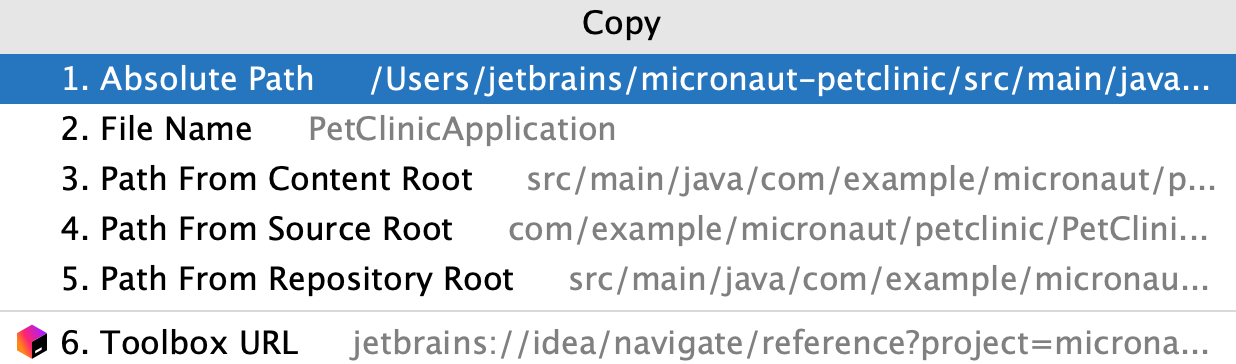 Copy
1. Absolute Path /Users/jetbrains/micronaut-petclinic/src/main/java...
2. File Name PetClinicApplication
3. Path From Content Root src/main/java/com/example/micronaut/p...
4. Path From Source Root com/example/micronaut/petclinic/PetClini...
5. Path From Repository Root src/main/java/com/example/micronau...
6. Toolbox URL jetbrains://idea/navigate/reference?project=microna...